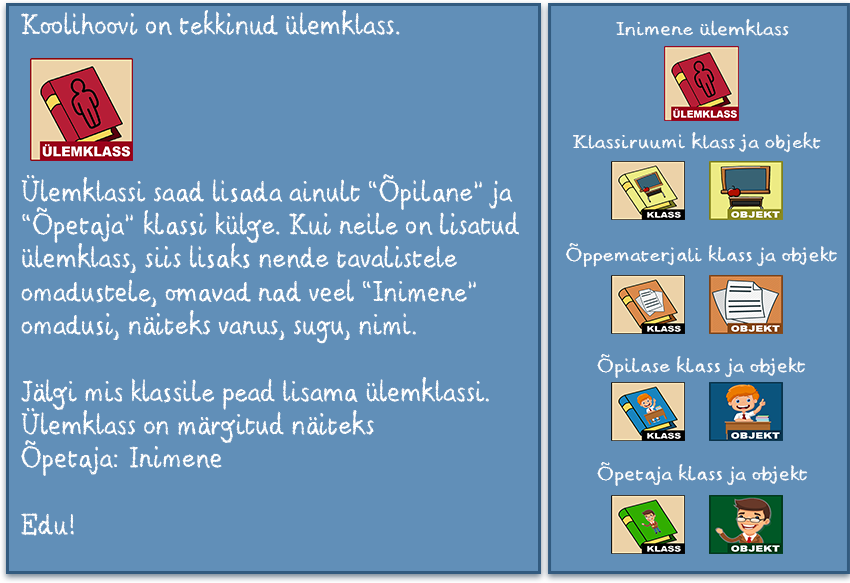 Koolihoovi on tekkinud ülemklass.
ÜLEMKLASS
Ülemklassi saad lisada ainult “Õpilane” ja
“Õpetaja” klassi külge. Kui neile on lisatud
ülemklass, siis lisaks nende tavalistele
omadustele, omavad nad veel “Inimene”
omadusi, näiteks vanus, sugu, nimi.
Jälgi mis klassile pead lisama ülemklassi.
Ülemklass on märgitud näiteks
Õpetaja: Inimene
Edu!
Inimene ülemklass
ÜLEMKLASS
Klassiruumi klass ja objekt
KLASS OBJEKT
Õppematerjali klass ja objekt
KLASS OBJEKT
Õpilase klass ja objekt
KLASS OBJEKT
Õpetaja klass ja objekt
KLASS OBJEKT